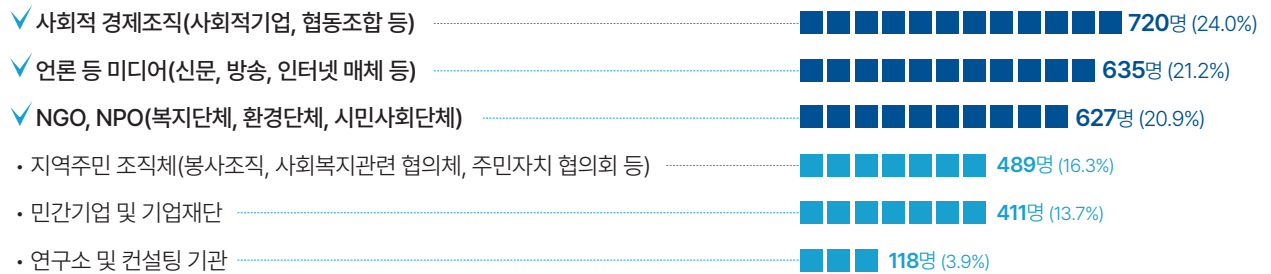 사회적 경제조직(사회적기업, 협동조합 등) 720명 (24.0%)
언론 등 미디어(신문, 방송, 인터넷 매체 등) 635명 (21.2%)
NGO, NPO(복지단체, 환경단체, 시민사회단체) 627명 (20.9%)
• 지역주민 조직체(봉사조직, 사회복지관련 협의체, 주민자치 협의회 등) 489명 (16.3%)
• 민간기업 및 기업재단 411명 (13.7%)
• 연구소 및 컨설팅 기관 118명 (3.9%)